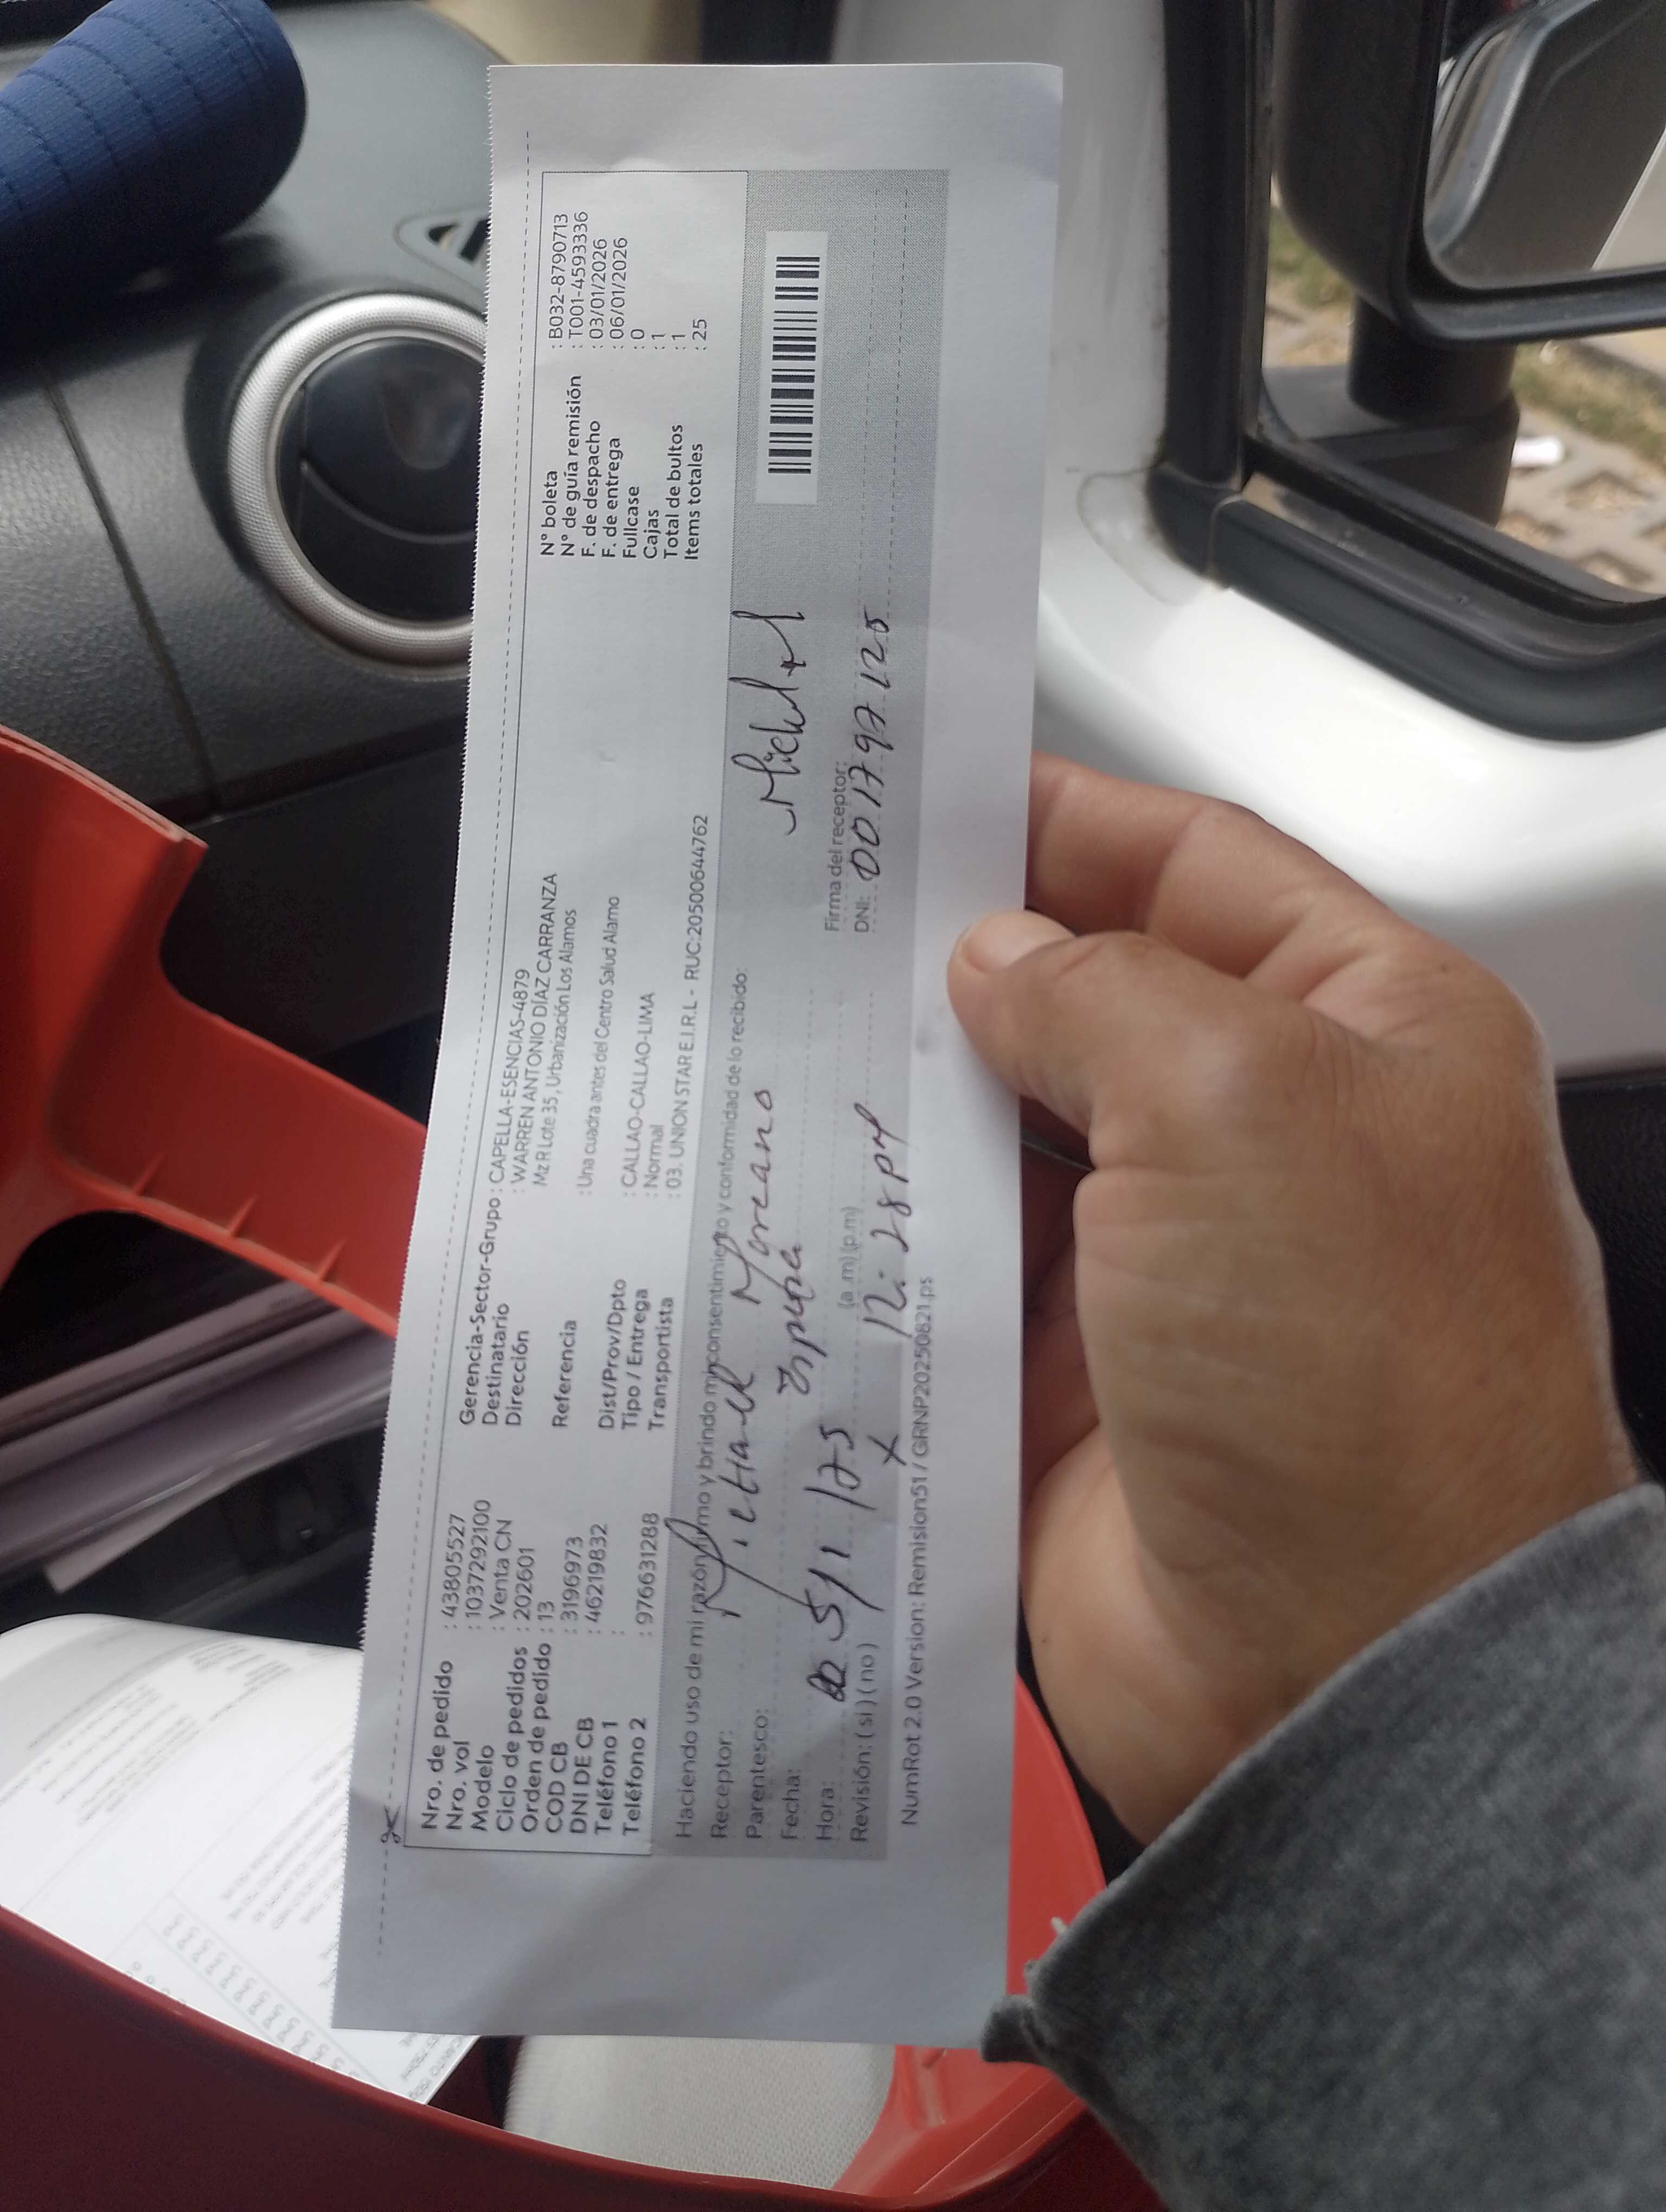 Nro. de pedido : 43805527
Nro. vol : 1037292100
Modelo : Venta CN
Ciclo de pedidos : 202601
Orden de pedido : 13
COD CB : 3196973
DNI DE CB : 46219832
Teléfono 1 :
Teléfono 2 : 976631288
Gerencia-Sector-Grupo : CAPELLA-ESENCIAS-4879
Destinatario : WARREN ANTONIO DÍAZ CARRANZA
Dirección Mz R Lote 35 , Urbanización Los Alamos
Referencia : Una cuadra antes del Centro Salud Alamo
Dist/Prov/Dpto : CALLAO-CALLAO-LIMA
Tipo / Entrega : Normal
Transportista : 03. UNION STAR E.I.R.L - RUC:20500644762
N° boleta : B032-8790713
N° de guía remisión : T001-4593336
F. de despacho : 03/01/2026
F. de entrega : 06/01/2026
Fullcase : 0
Cajas : 1
Total de bultos : 1
Items totales : 25
Haciendo uso de mi razón firmo y brindo mi consentimiento y conformidad de lo recibido:
Receptor: Michael Moreano
Parentesco:
Fecha:
Hora: (a .m) (p.m)
12:28 PM
Revisión: ( si ) (no ) X
Firma del receptor: Michael
DNI: 001797125
NumRot 2.0 Version: Remision51 / GRNP20250821.ps